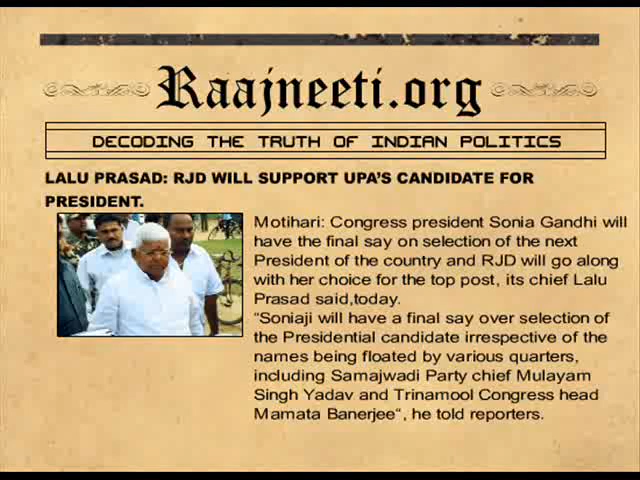 Raajneeti.org
DECODING THE TRUTH OF INDIAN POLITICS
LALU PRASAD: RJD WILL SUPPORT UPA'S CANDIDATE FOR
PRESIDENT.
Motihari: Congress president Sonia Gandhi will
have the final say on selection of the next
President of the country and RJD will go along
with her choice for the top post, its chief Lalu
Prasad said,today.
“Soniaji will have a final say over selection of
the Presidential candidate irrespective of the
names being floated by various quarters,
including Samajwadi Party chief Mulayam
Singh Yadav and Trinamool Congress head
Mamata Banerjee“, he told reporters.